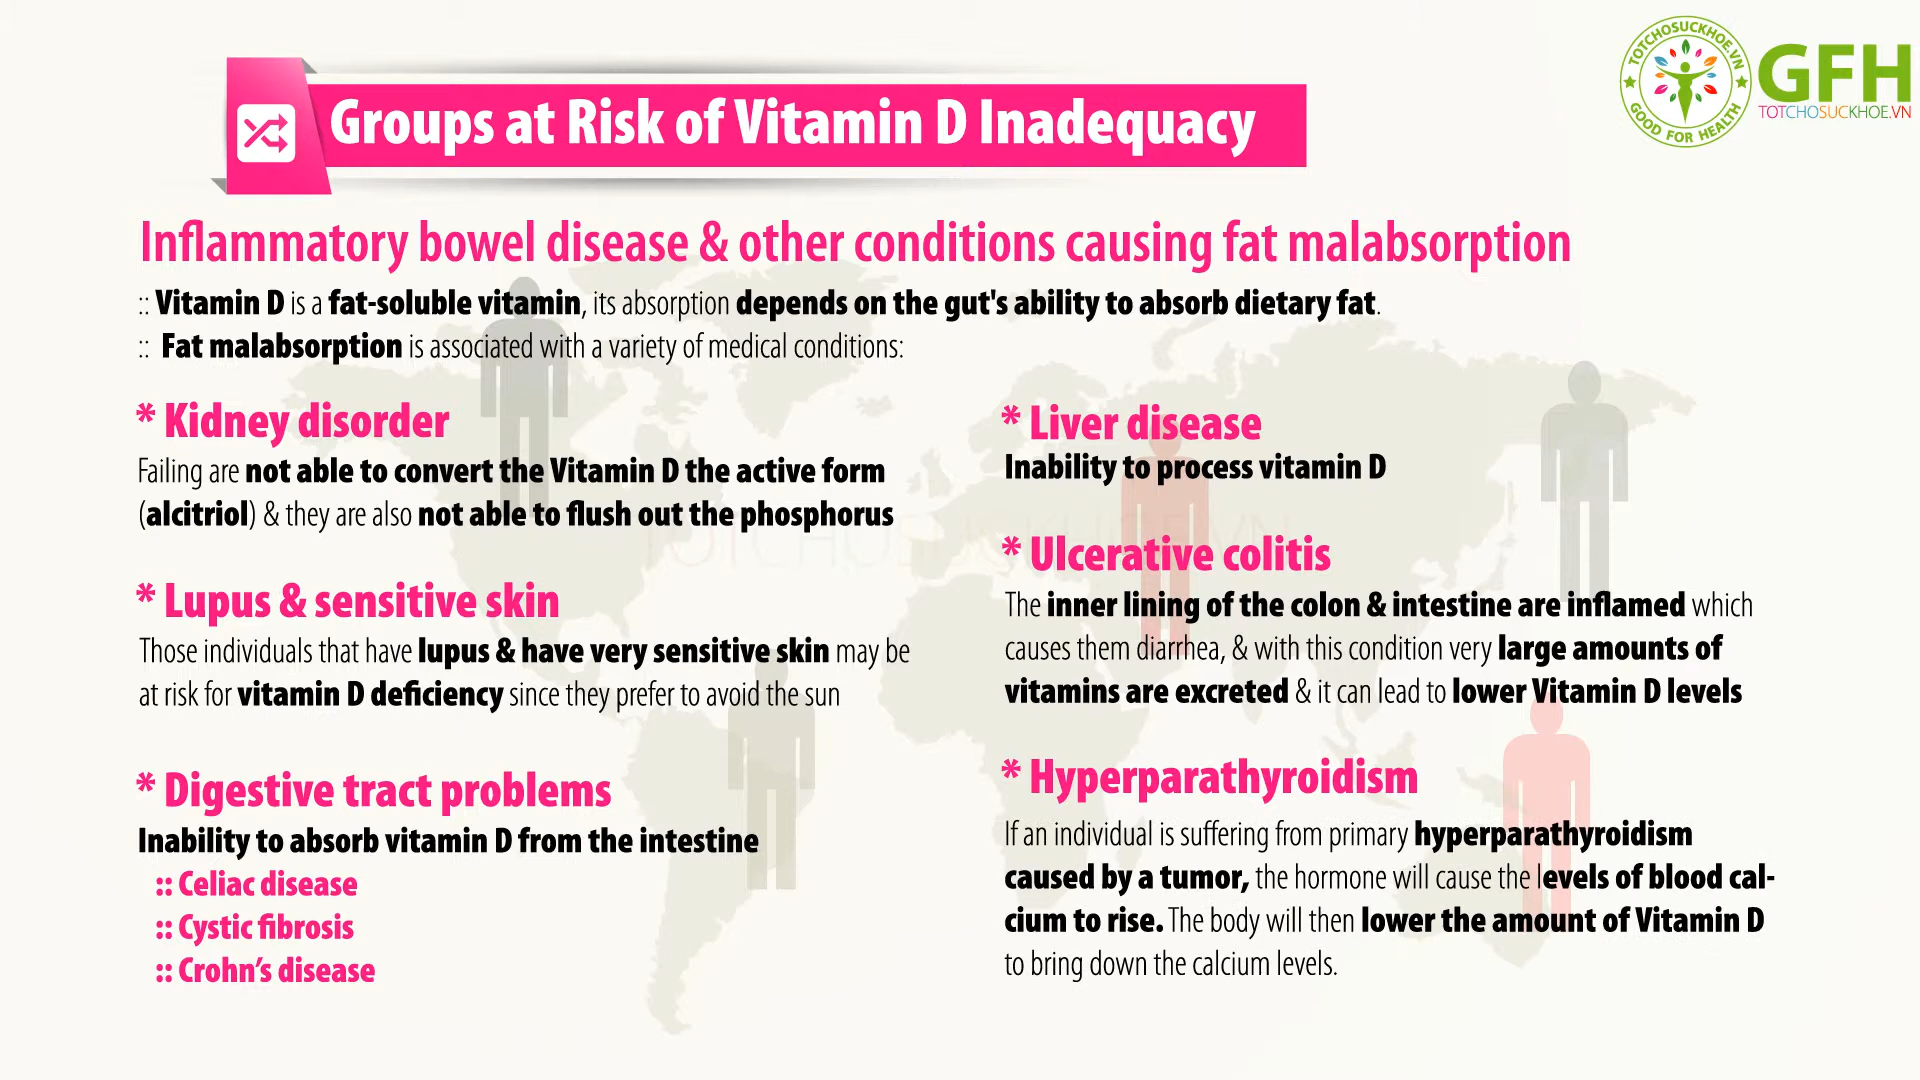 TOTCHOSUCKHOE.VN
GOOD FOR HEALTH
GFH
TOTCHOSUCKHOE.VN
Groups at Risk of Vitamin D Inadequacy
Inflammatory bowel disease & other conditions causing fat malabsorption
:: Vitamin D is a fat-soluble vitamin, its absorption depends on the gut's ability to absorb dietary fat.
:: Fat malabsorption is associated with a variety of medical conditions:
* Kidney disorder
Failing are not able to convert the Vitamin D the active form
(alcitriol) & they are also not able to flush out the phosphorus
* Lupus & sensitive skin
Those individuals that have lupus & have very sensitive skin may be
at risk for vitamin D deficiency since they prefer to avoid the sun
* Digestive tract problems
Inability to absorb vitamin D from the intestine
:: Celiac disease
:: Cystic fibrosis
:: Crohn's disease
* Liver disease
Inability to process vitamin D
* Ulcerative colitis
The inner lining of the colon & intestine are inflamed which
causes them diarrhea, & with this condition very large amounts of
vitamins are excreted & it can lead to lower Vitamin D levels
* Hyperparathyroidism
If an individual is suffering from primary hyperparathyroidism
caused by a tumor, the hormone will cause the levels of blood cal-
cium to rise. The body will then lower the amount of Vitamin D
to bring down the calcium levels.
TOTCHOSUCKHOE.VN